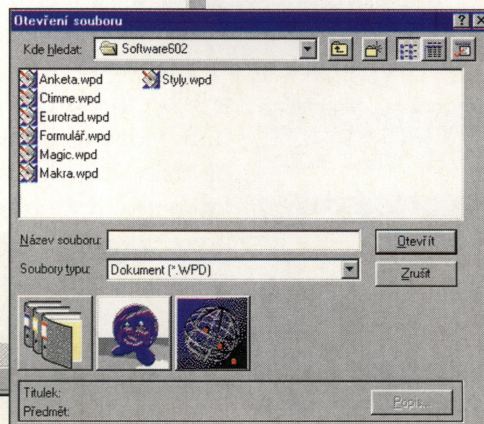 Otevření souboru
Kde hledat: Software602
Anketa.wpd
Ctimne.wpd
Eurotrad.wpd
Formulář.wpd
Magic.wpd
Makra.wpd
Styly.wpd
Název souboru:
Otevřít
Soubory typu: Dokument (*.WPD)
Zrušit
Titulek:
Předmět:
Popis...